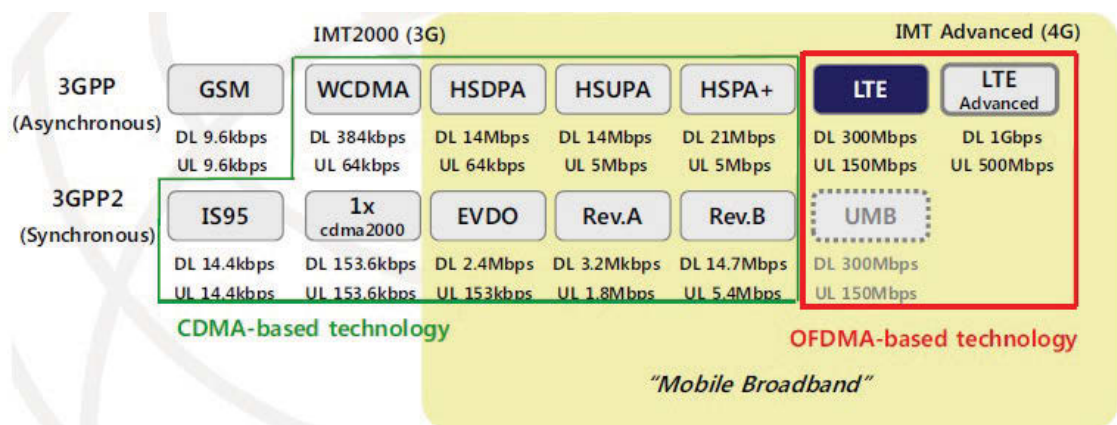 IMT2000 (3G) IMT Advanced (4G)
3GPP GSM WCDMA HSDPA HSUPA HSPA+ LTE LTE
(Asynchronous) Advanced
DL 9.6kbps DL 384kbps DL 14Mbps DL 14Mbps DL 21Mbps DL 300Mbps DL 1Gbps
UL 9.6kbps UL 64kbps UL 64kbps UL 5Mbps UL 5Mbps UL 150Mbps UL 500Mbps
3GPP2 IS95 1x EVDO Rev.A Rev.B UMB
(Synchronous) cdma2000
DL 14.4kbps DL 153.6kbps DL 2.4Mbps DL 3.2Mkbps DL 14.7Mbps DL 300Mbps
UL 14.4kbps UL 153.6kbps UL 153kbps UL 1.8Mbps UL 5.4Mbps UL 150Mbps
CDMA-based technology OFDMA-based technology
“Mobile Broadband”